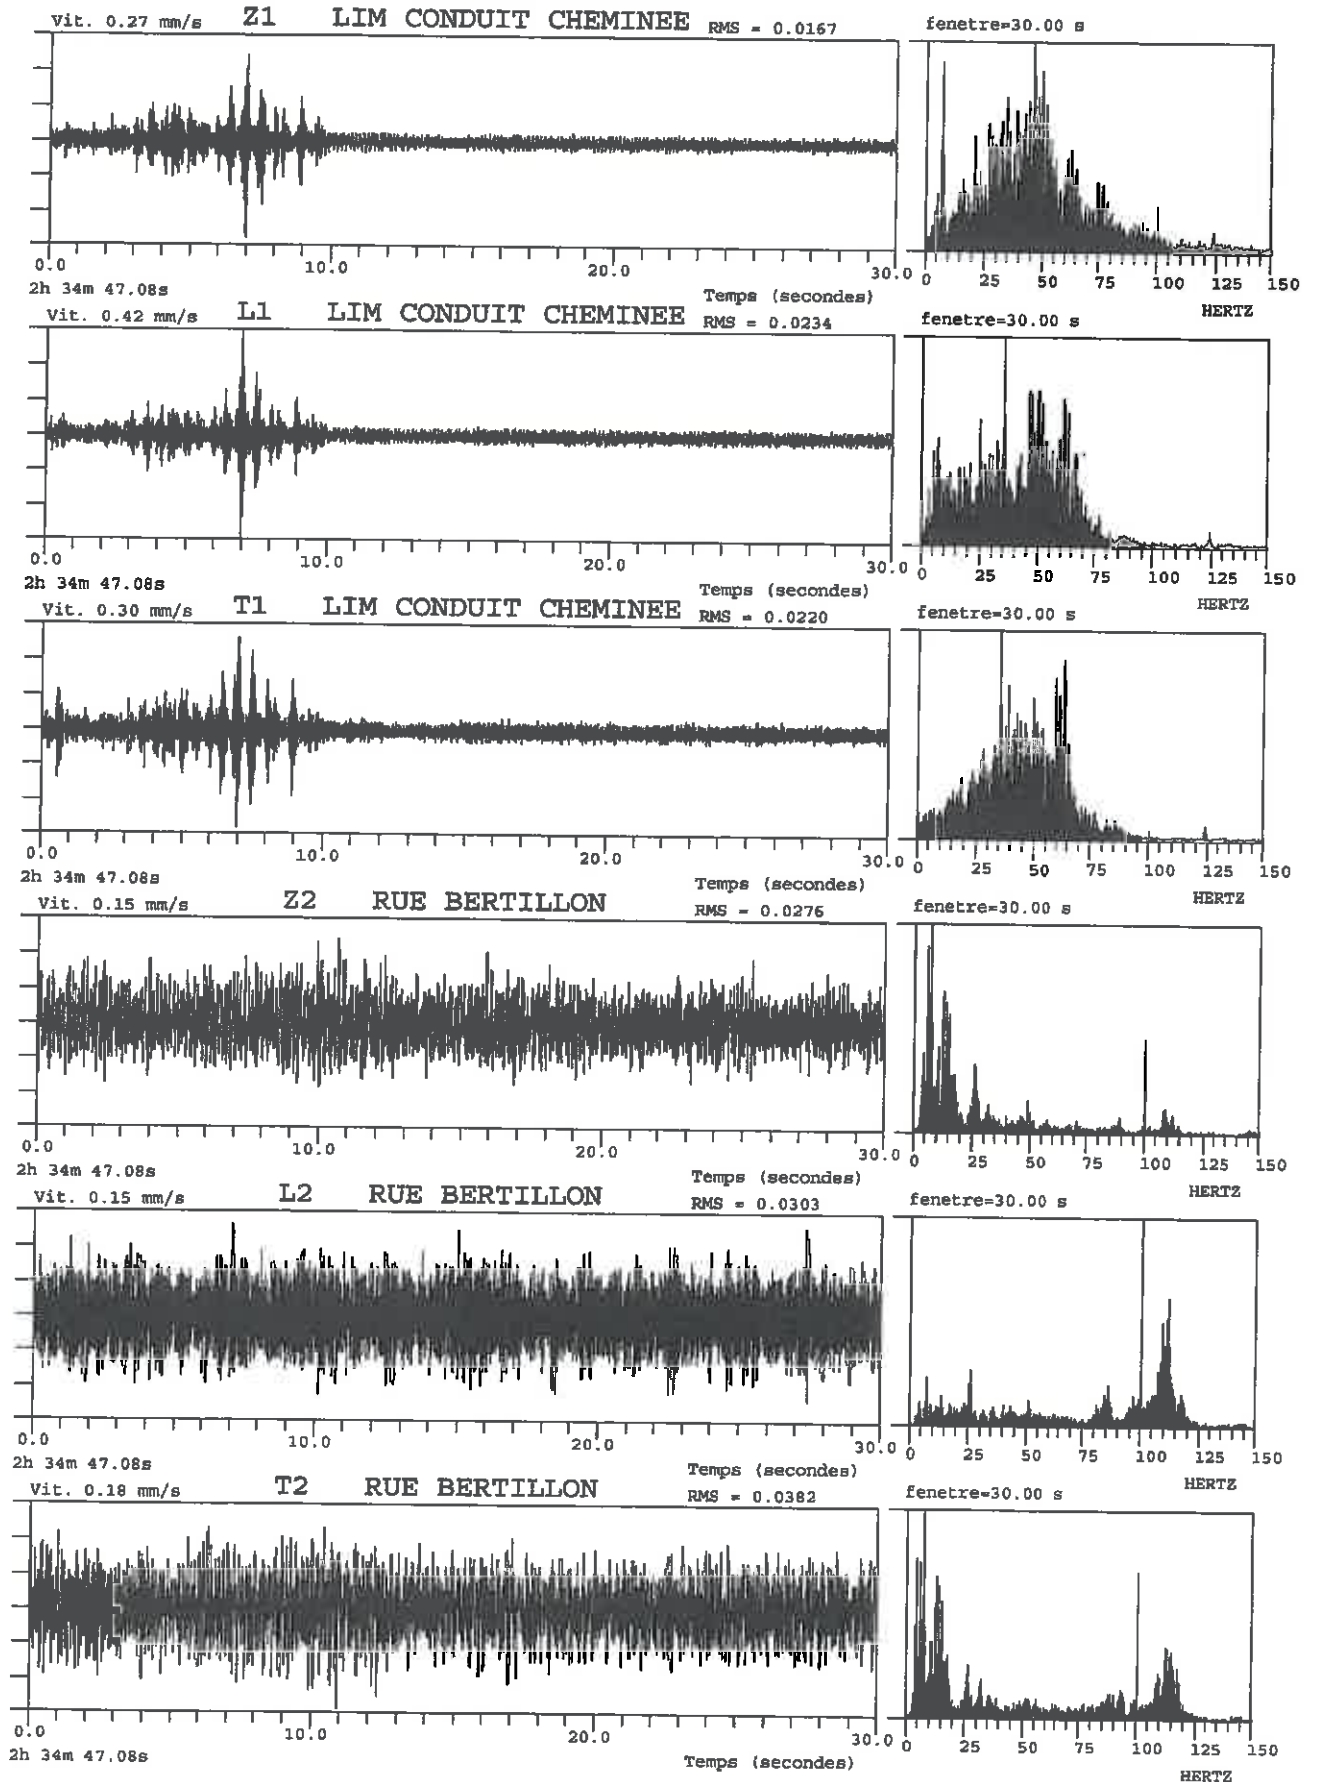 Vit. 0.27 mm/s Z1 LIM CONDUIT CHEMINEE RMS = 0.0167 fenetre=30.00 s
0.0 10.0 20.0 30.0 0 25 50 75 100 125 150
2h 34m 47.08s Temps (secondes) HERTZ
Vit. 0.42 mm/s L1 LIM CONDUIT CHEMINEE RMS = 0.0234 fenetre=30.00 s
0.0 10.0 20.0 30.0 0 25 50 75 100 125 150
2h 34m 47.08s Temps (secondes) HERTZ
Vit. 0.30 mm/s T1 LIM CONDUIT CHEMINEE RMS = 0.0220 fenetre=30.00 s
0.0 10.0 20.0 30.0 0 25 50 75 100 125 150
2h 34m 47.08s Temps (secondes) HERTZ
Vit. 0.15 mm/s Z2 RUE BERTILLON RMS = 0.0276 fenetre=30.00 s
0.0 10.0 20.0 30.0 0 25 50 75 100 125 150
2h 34m 47.08s Temps (secondes) HERTZ
Vit. 0.15 mm/s L2 RUE BERTILLON RMS = 0.0303 fenetre=30.00 s
0.0 10.0 20.0 30.0 0 25 50 75 100 125 150
2h 34m 47.08s Temps (secondes) HERTZ
Vit. 0.18 mm/s T2 RUE BERTILLON RMS = 0.0382 fenetre=30.00 s
0.0 10.0 20.0 30.0 0 25 50 75 100 125 150
2h 34m 47.08s Temps (secondes) HERTZ